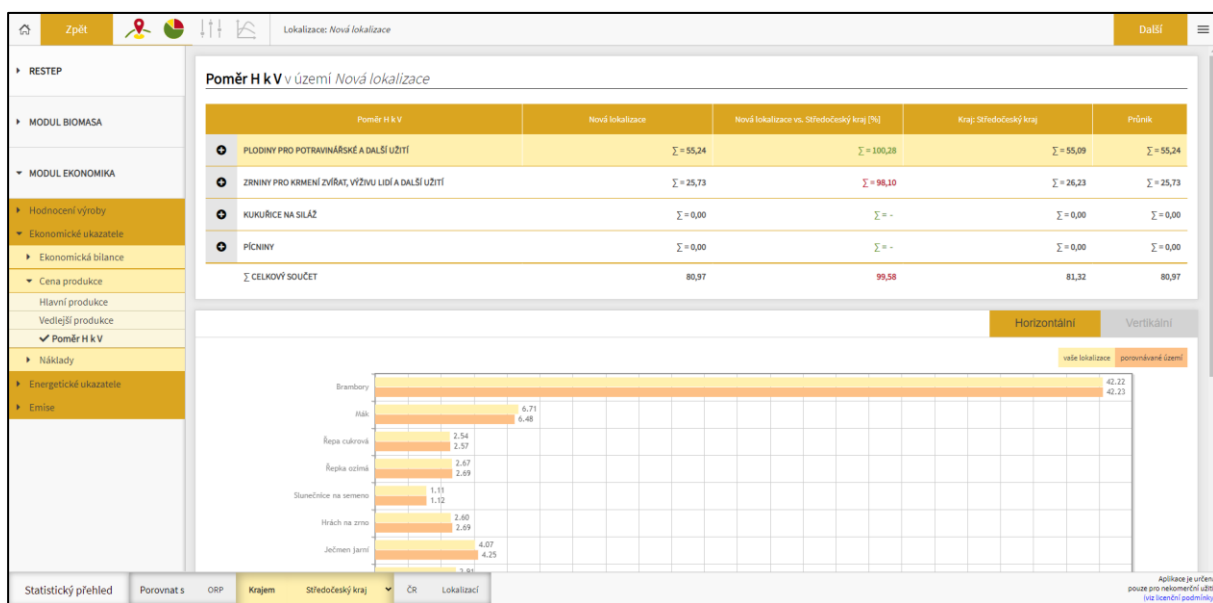 Zpět
Lokalizace: Nová lokalizace
Další
RESTEP
MODUL BIOMASA
MODUL EKONOMIKA
Hodnocení výroby
Ekonomické ukazatele
Ekonomická bilance
Cena produkce
Hlavní produkce
Vedlejší produkce
Poměr H k V
Náklady
Energetické ukazatele
Emise
Poměr H k V v území Nová lokalizace
Poměr H k V Nová lokalizace Nová lokalizace vs. Středočeský kraj [%] Kraj: Středočeský kraj Průnik
PLODINY PRO POTRAVINÁŘSKÉ A DALŠÍ UŽITÍ ∑ = 55,24 ∑ = 100,28 ∑ = 55,09 ∑ = 55,24
ZRNINY PRO KRMENÍ ZVÍŘAT, VÝŽIVU LIDÍ A DALŠÍ UŽITÍ ∑ = 25,73 ∑ = 98,10 ∑ = 26,23 ∑ = 25,73
KUKUŘICE NA SILÁŽ ∑ = 0,00 ∑ = - ∑ = 0,00 ∑ = 0,00
PÍCNINY ∑ = 0,00 ∑ = - ∑ = 0,00 ∑ = 0,00
∑ CELKOVÝ SOUČET 80,97 99,58 81,32 80,97
Horizontální Vertikální
vaše lokalizace porovnávané území
Brambory 42.22
42.23
Mák 6.71
6.48
Řepa cukrová 2.54
2.57
Řepka ozimá 2.67
2.69
Slunečnice na semeno 1.11
1.12
Hrách na zrno 2.60
2.69
Ječmen jarní 4.07
4.25
Statistický přehled Porovnat s ORP Krajem Středočeský kraj ČR Lokalizací
Aplikace je určena
pouze pro nekomerční užití
(viz licenční podmínky